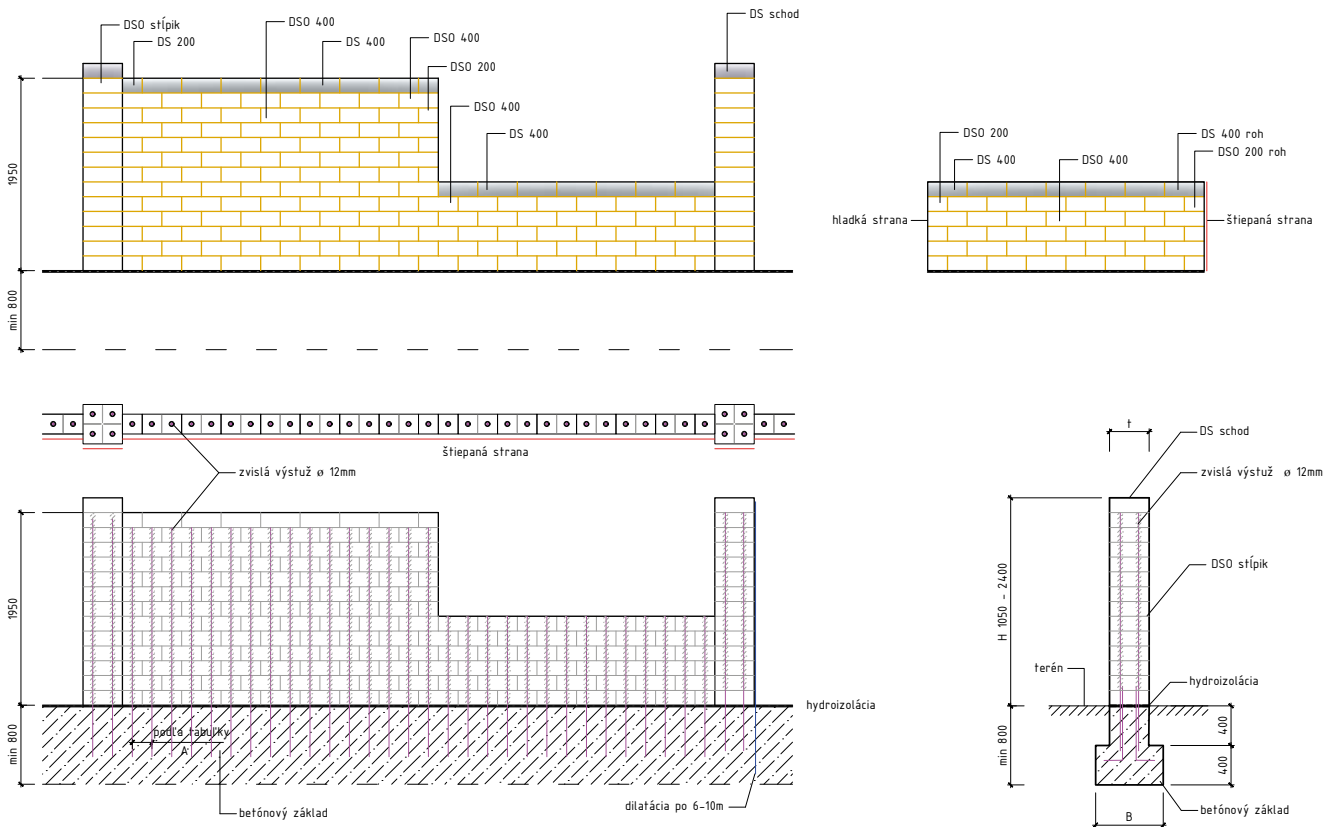 DSO stĺpik
DS 200
DSO 400
DS 400
DSO 400
DSO 200
DSO 400
DS 400
DS schod
1950
min 800
DSO 200
DS 400
DSO 400
DS 400 roh
DSO 200 roh
hladká strana
štiepaná strana
štiepaná strana
zvislá výstuž ø 12mm
1950
min 800
podľa tabuľky
A
betónový základ
dilatácia po 6-10m
hydroizolácia
t
DS schod
zvislá výstuž ø 12mm
DSO stĺpik
H 1050 - 2400
terén
hydroizolácia
min 800
400
400
betónový základ
B